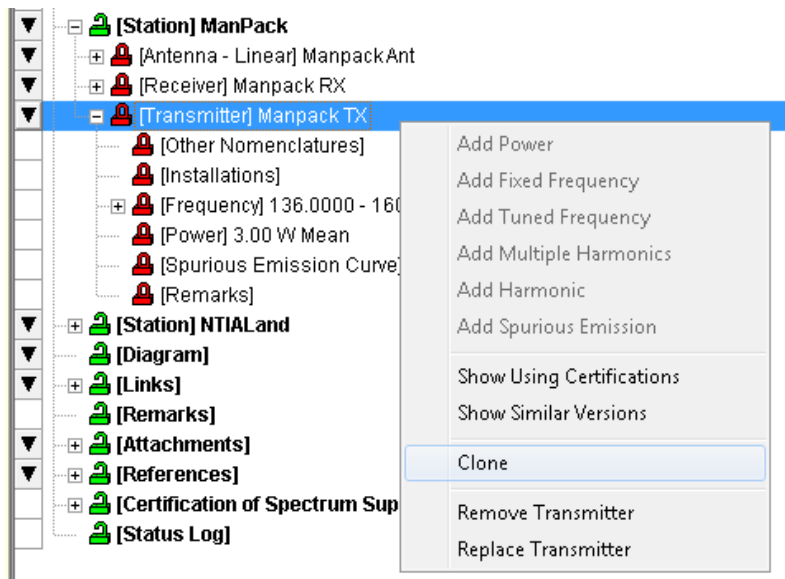 [Station] ManPack
[Antenna - Linear] Manpack Ant
[Receiver] Manpack RX
[Transmitter] Manpack TX
[Other Nomenclatures]
[Installations]
[Frequency] 136.0000 - 160
[Power] 3.00 W Mean
[Spurious Emission Curve]
[Remarks]
[Station] NTIALand
[Diagram]
[Links]
[Remarks]
[Attachments]
[References]
[Certification of Spectrum Sup
[Status Log]
Add Power
Add Fixed Frequency
Add Tuned Frequency
Add Multiple Harmonics
Add Harmonic
Add Spurious Emission
Show Using Certifications
Show Similar Versions
Clone
Remove Transmitter
Replace Transmitter